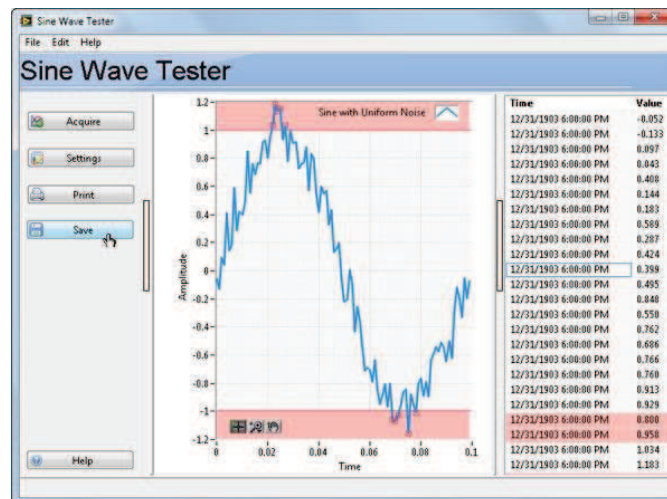 Sine Wave Tester
File Edit Help
Sine Wave Tester
Acquire
Settings
Print
Save
Help
Sine with Uniform Noise
Amplitude
1.2
1
0.8
0.6
0.4
0.2
0
-0.2
-0.4
-0.6
-0.8
-1
-1.2
0 0.02 0.04 0.06 0.08 0.1
Time
Time Value
12/31/1903 6:00:00 PM -0.052
12/31/1903 6:00:00 PM -0.133
12/31/1903 6:00:00 PM 0.097
12/31/1903 6:00:00 PM 0.043
12/31/1903 6:00:00 PM 0.408
12/31/1903 6:00:00 PM 0.144
12/31/1903 6:00:00 PM 0.183
12/31/1903 6:00:00 PM 0.589
12/31/1903 6:00:00 PM 0.287
12/31/1903 6:00:00 PM 0.424
12/31/1903 6:00:00 PM 0.399
12/31/1903 6:00:00 PM 0.495
12/31/1903 6:00:00 PM 0.848
12/31/1903 6:00:00 PM 0.550
12/31/1903 6:00:00 PM 0.762
12/31/1903 6:00:00 PM 0.686
12/31/1903 6:00:00 PM 0.766
12/31/1903 6:00:00 PM 0.760
12/31/1903 6:00:00 PM 0.913
12/31/1903 6:00:00 PM 0.929
12/31/1903 6:00:00 PM
12/31/1903 6:00:00 PM 0.958
12/31/1903 6:00:00 PM 1.034
12/31/1903 6:00:00 PM 1.183